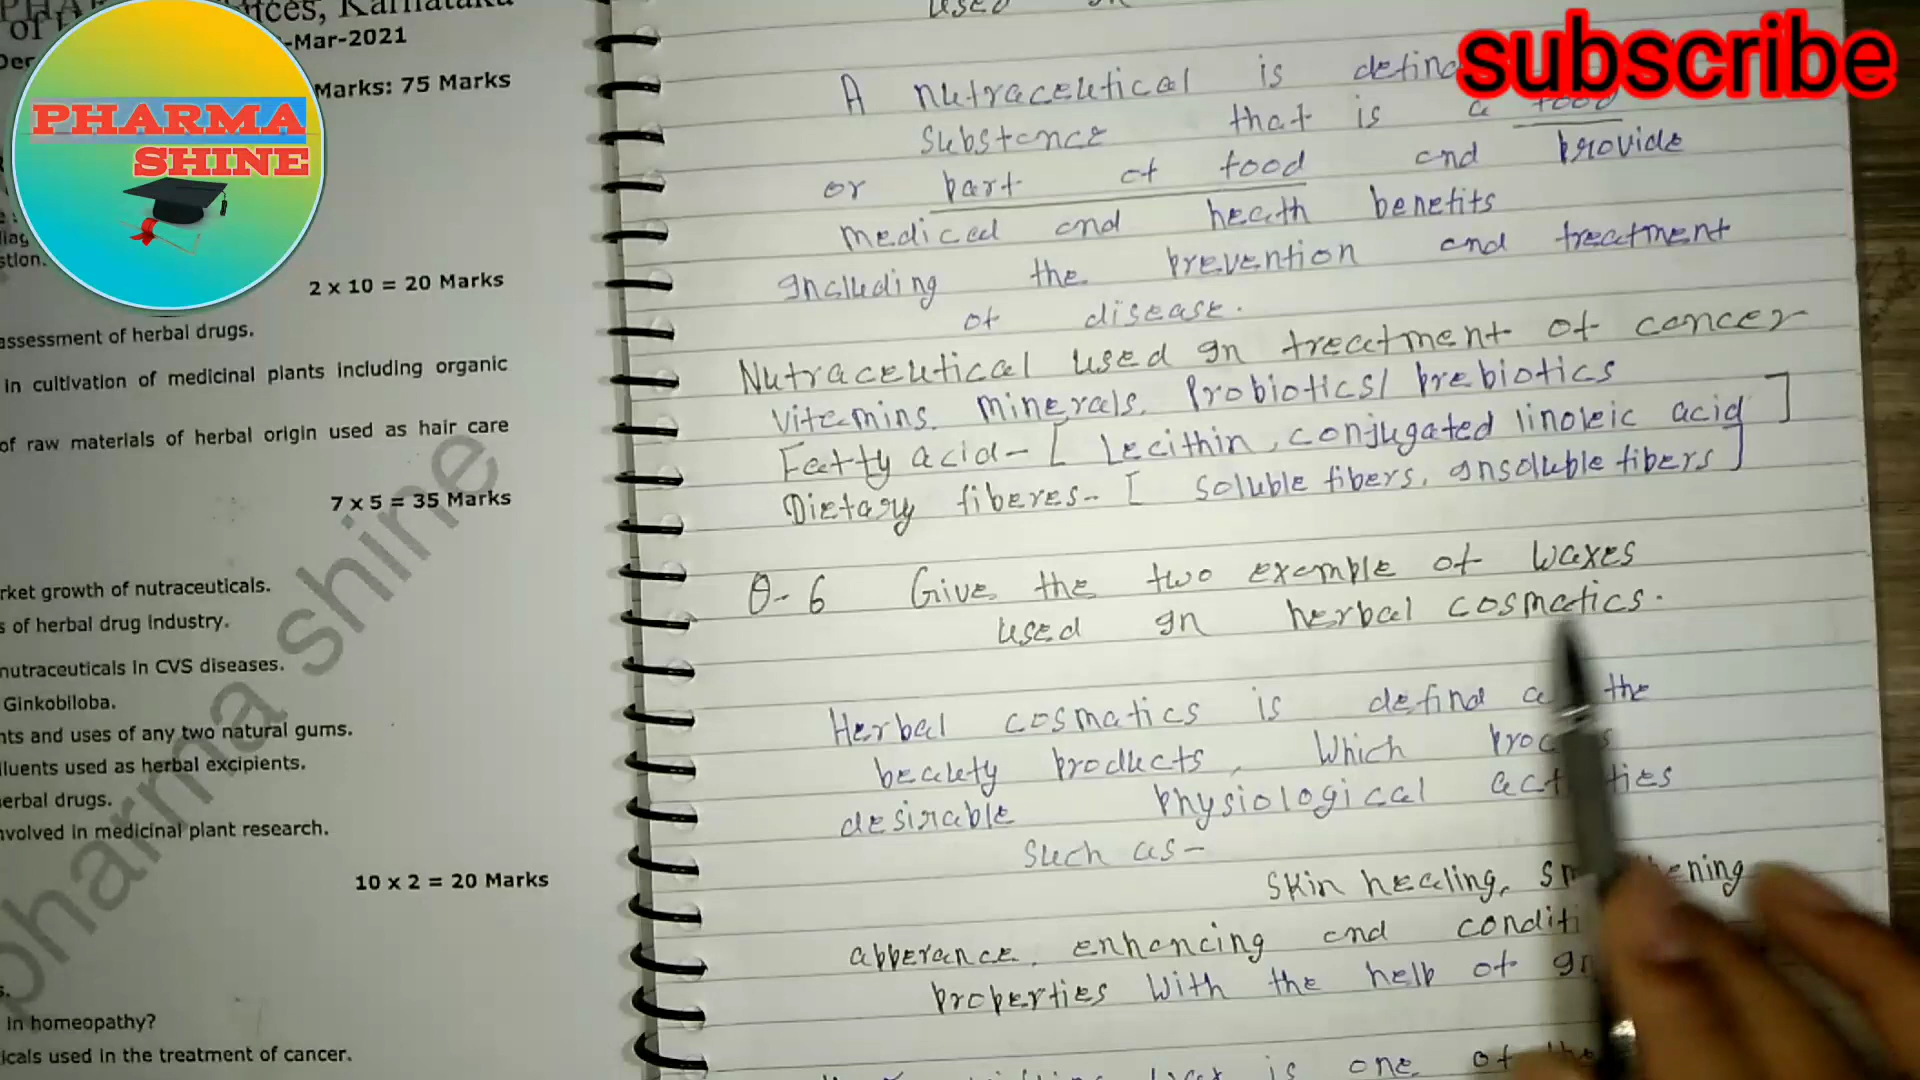 of
nces, Karnataka
-Mar-2021
Marks: 75 Marks
PHARMA
SHINE
2 x 10 = 20 Marks
assessment of herbal drugs.
in cultivation of medicinal plants including organic
of raw materials of herbal origin used as hair care
7 x 5 = 35 Marks
rket growth of nutraceuticals.
s of herbal drug industry.
nutraceuticals in CVS diseases.
Ginkobiloba.
nts and uses of any two natural gums.
iluents used as herbal excipients.
erbal drugs.
nvolved in medicinal plant research.
10 x 2 = 20 Marks
In homeopathy?
icals used in the treatment of cancer.
pharma shine
subscribe
used
A nutraceutical is defind
substance that is a food
or part of food and provide
medical and health benefits
including the prevention and treatment
of disease.
Nutraceutical used in treatment of cancer
Vitamins, minerals, Probiotics/ prebiotics
Fatty acid - [ Lecithin, conjugated linoleic acid ]
Dietary fiberes - [ soluble fibers, insoluble fibers ]
Q-6 Give the two example of waxes
used in herbal cosmatics.
Herbal cosmatics is defind the
beauty products, Which
desirable physiological
such as -
skin healing,
apperance, enhancing and
properties with the help of
is one of the